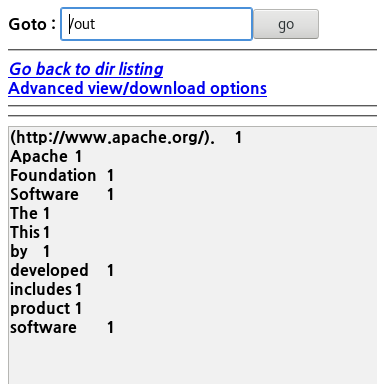 Goto : /out go
Go back to dir listing
Advanced view/download options
(http://www.apache.org/). 1
Apache 1
Foundation 1
Software 1
The 1
This 1
by 1
developed 1
includes 1
product 1
software 1